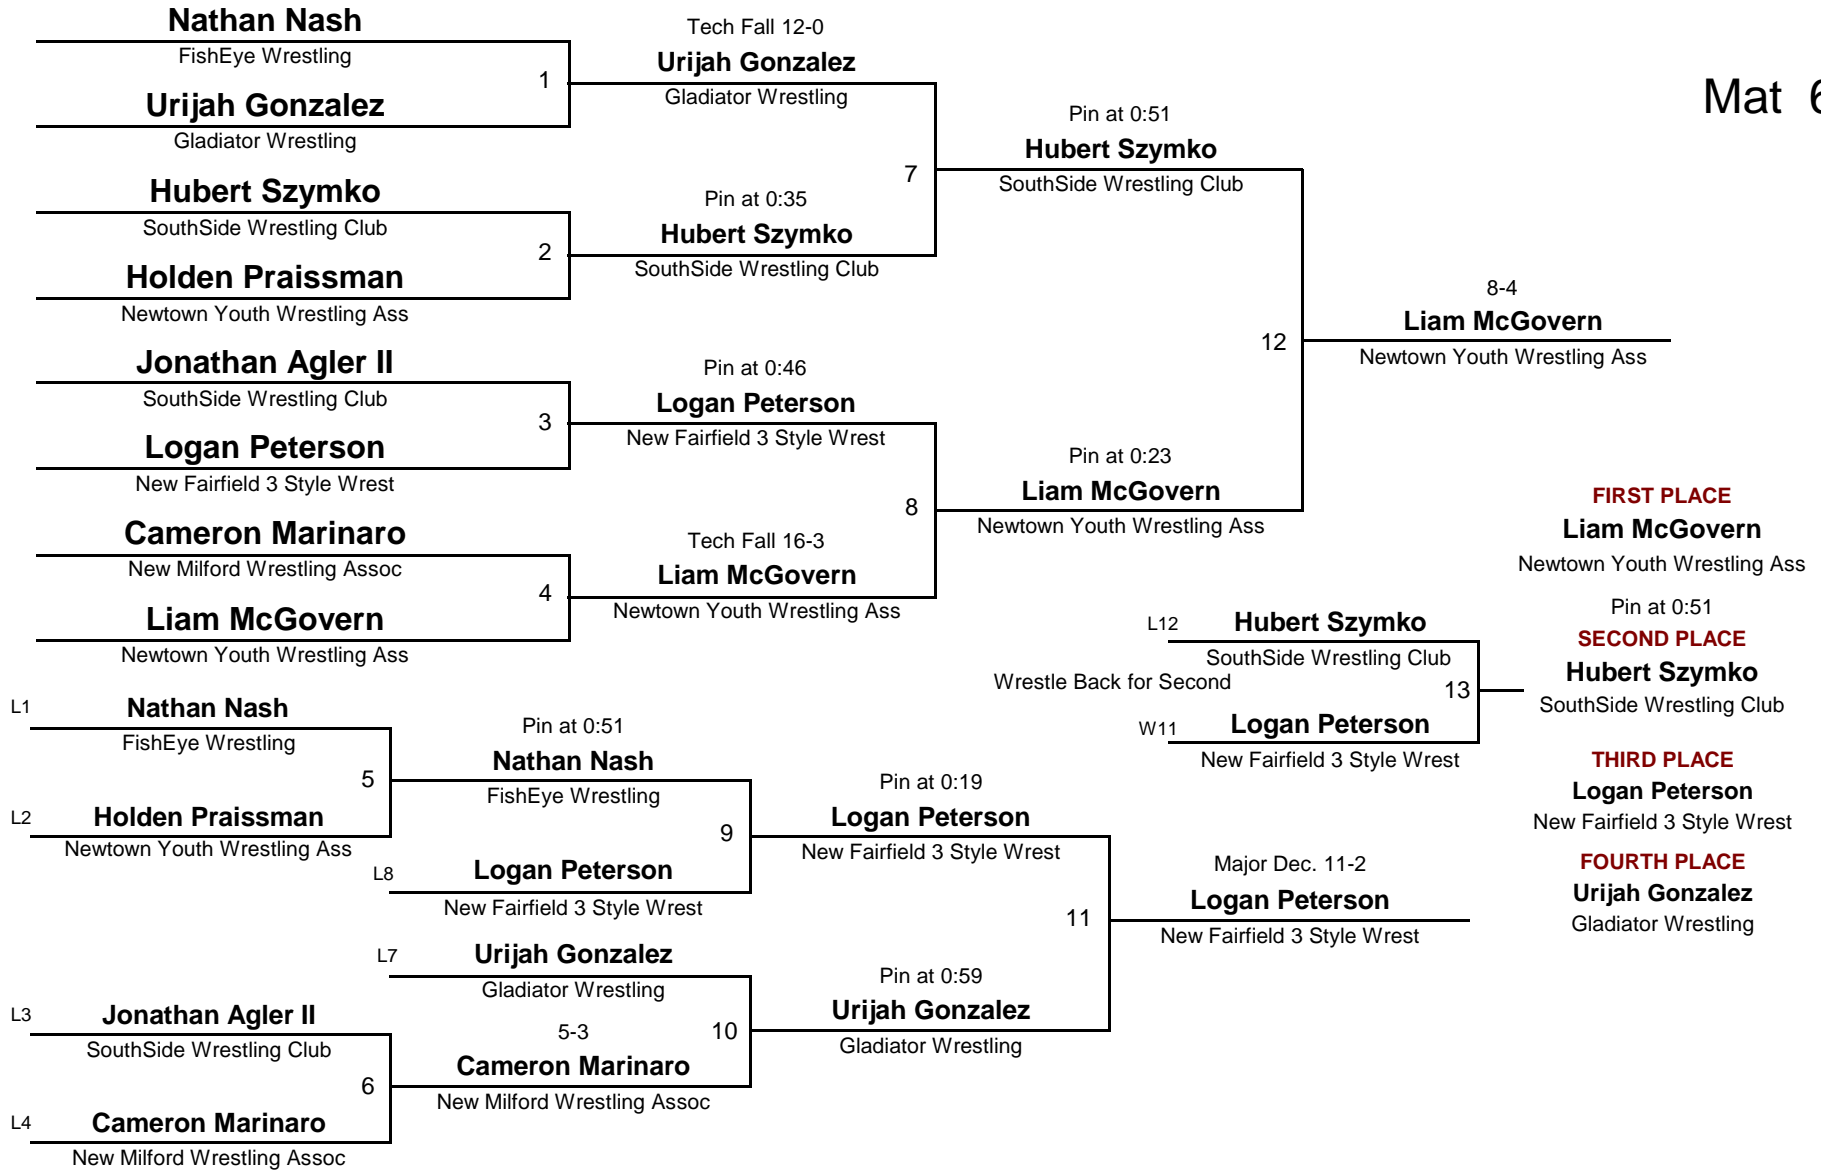 Nathan Nash
FishEye Wrestling
1
Urijah Gonzalez
Gladiator Wrestling
Hubert Szymko
SouthSide Wrestling Club
2
Holden Praissman
Newtown Youth Wrestling Ass
Jonathan Agler II
SouthSide Wrestling Club
3
Logan Peterson
New Fairfield 3 Style Wrest
Cameron Marinaro
New Milford Wrestling Assoc
4
Liam McGovern
Newtown Youth Wrestling Ass
Tech Fall 12-0
Urijah Gonzalez
Gladiator Wrestling
7
Pin at 0:35
Hubert Szymko
SouthSide Wrestling Club
Pin at 0:46
Logan Peterson
New Fairfield 3 Style Wrest
8
Tech Fall 16-3
Liam McGovern
Newtown Youth Wrestling Ass
Pin at 0:51
Hubert Szymko
SouthSide Wrestling Club
12
Pin at 0:23
Liam McGovern
Newtown Youth Wrestling Ass
Mat 6
8-4
Liam McGovern
Newtown Youth Wrestling Ass
L1
Nathan Nash
FishEye Wrestling
5
L2
Holden Praissman
Newtown Youth Wrestling Ass
L3
Jonathan Agler II
SouthSide Wrestling Club
6
L4
Cameron Marinaro
New Milford Wrestling Assoc
Pin at 0:51
Nathan Nash
FishEye Wrestling
9
L8
Logan Peterson
New Fairfield 3 Style Wrest
L7
Urijah Gonzalez
Gladiator Wrestling
10
5-3
Cameron Marinaro
New Milford Wrestling Assoc
Pin at 0:19
Logan Peterson
New Fairfield 3 Style Wrest
11
Pin at 0:59
Urijah Gonzalez
Gladiator Wrestling
Major Dec. 11-2
Logan Peterson
New Fairfield 3 Style Wrest
L12
Hubert Szymko
SouthSide Wrestling Club
Wrestle Back for Second
13
W11
Logan Peterson
New Fairfield 3 Style Wrest
FIRST PLACE
Liam McGovern
Newtown Youth Wrestling Ass
Pin at 0:51
SECOND PLACE
Hubert Szymko
SouthSide Wrestling Club
THIRD PLACE
Logan Peterson
New Fairfield 3 Style Wrest
FOURTH PLACE
Urijah Gonzalez
Gladiator Wrestling